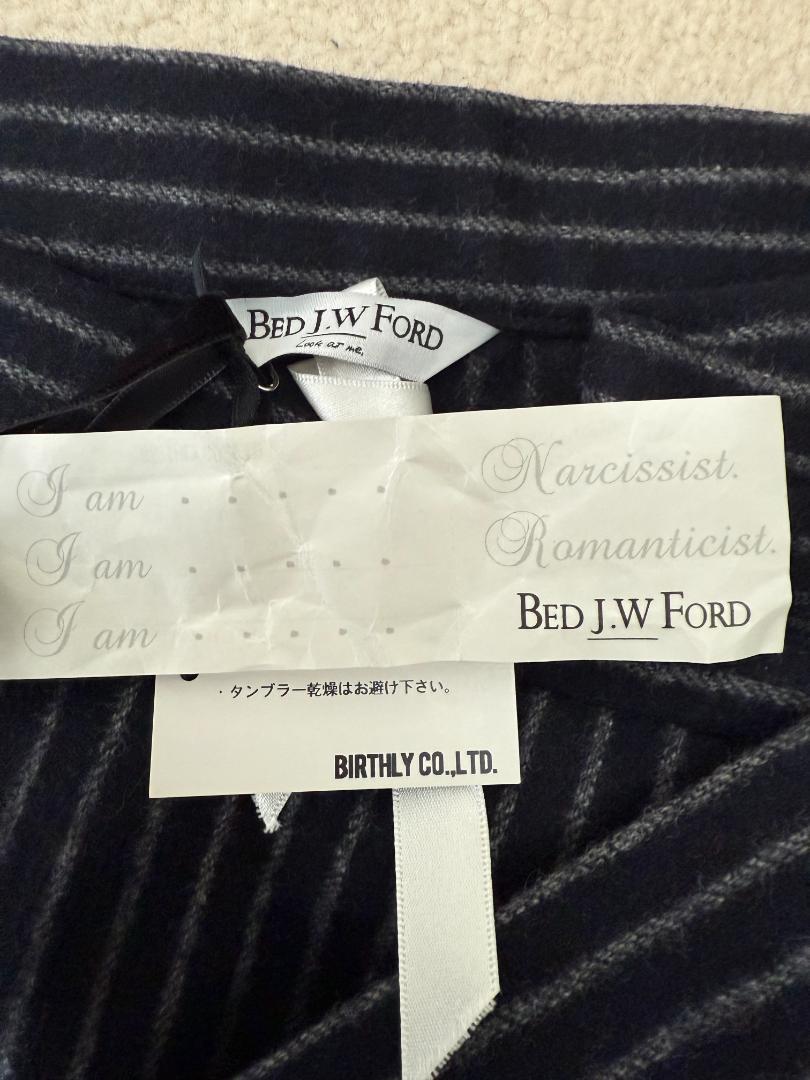 BED J.W FORD
Look at me,
I am ..... Narcissist.
I am ..... Romanticist.
I am .....
BED J.W FORD
・タンブラー乾燥はお避け下さい。
BIRTHLY CO.,LTD.